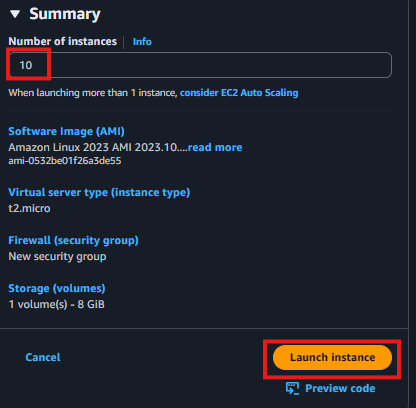 Summary
Number of instances | Info
10
When launching more than 1 instance, consider EC2 Auto Scaling
Software Image (AMI)
Amazon Linux 2023 AMI 2023.10....read more
ami-0532be01f26a3de55
Virtual server type (instance type)
t2.micro
Firewall (security group)
New security group
Storage (volumes)
1 volume(s) - 8 GiB
Cancel
Launch instance
Preview code